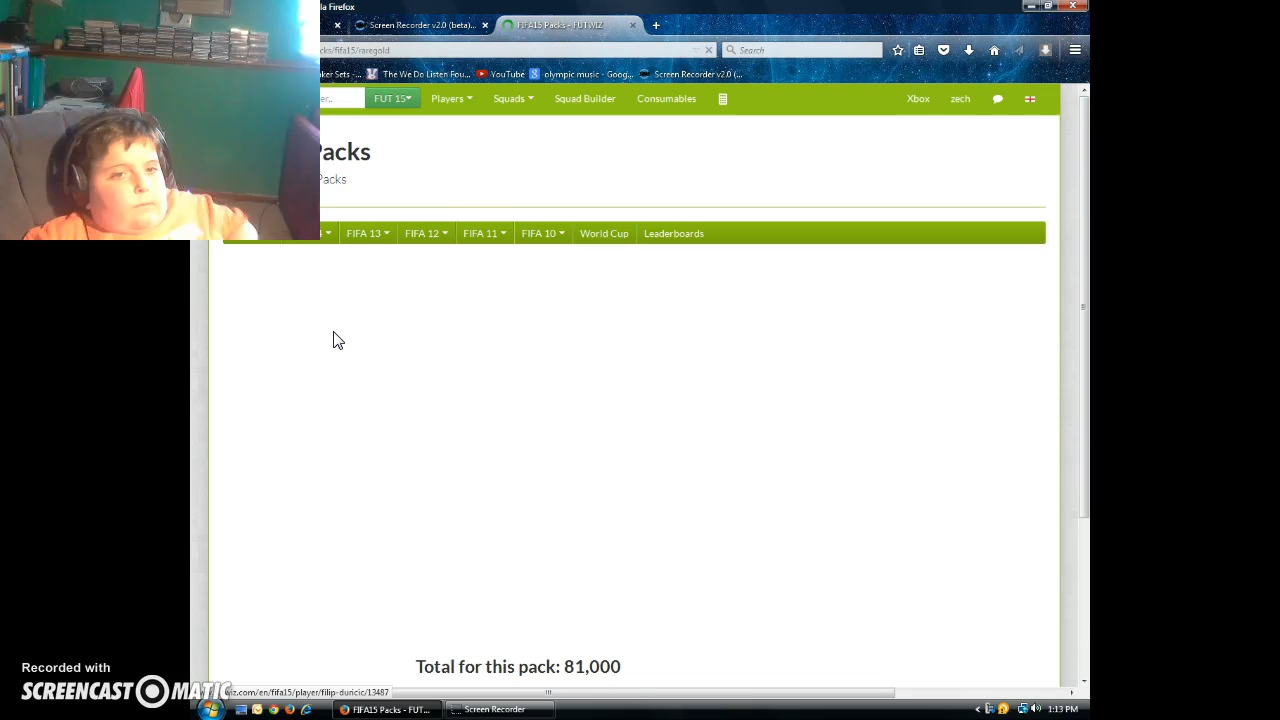 la Firefox
Screen Recorder v2.0 (beta)...
FIFA15 Packs - FUTWIZ
cks/fifa15/raregold
Search
ker Sets -...
The We Do Listen Fou...
YouTube
olympic music - Goog...
Screen Recorder v2.0 (...
er..
FUT 15
Players
Squads
Squad Builder
Consumables
Xbox
zech
Packs
Packs
FIFA 13
FIFA 12
FIFA 11
FIFA 10
World Cup
Leaderboards
Total for this pack: 81,000
Recorded with
SCREENCAST-O-MATIC
wiz.com/en/fifa15/player/filip-duricic/13487
FIFA15 Packs - FUT...
Screen Recorder
1:13 PM